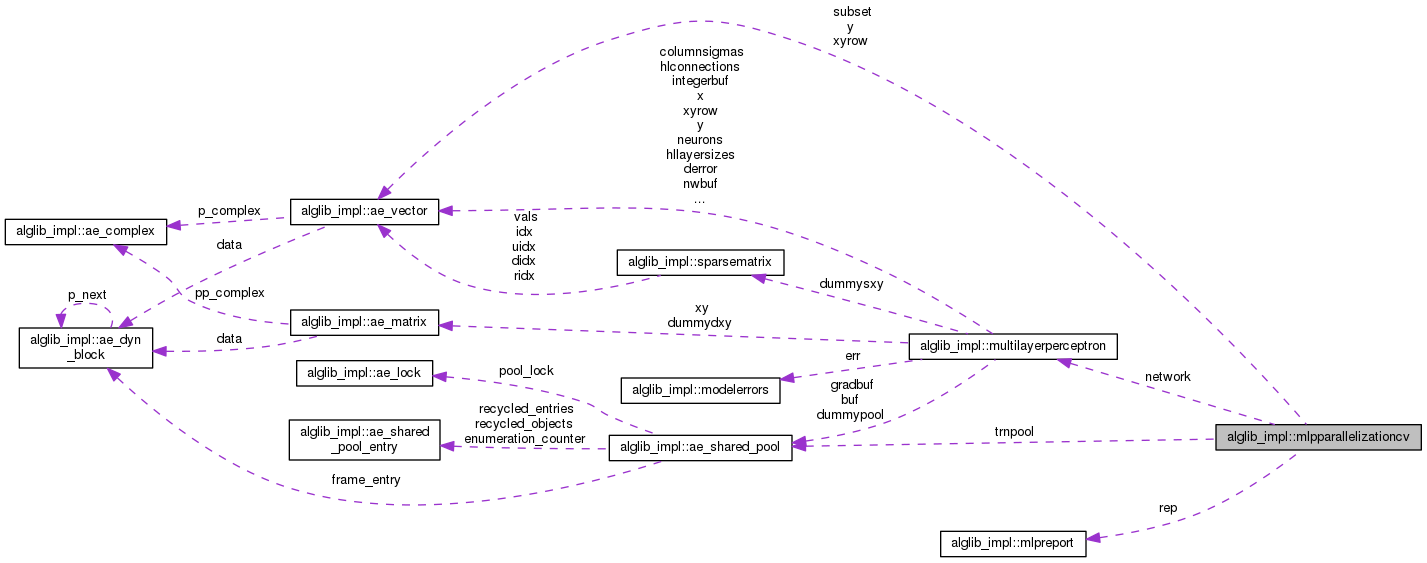 subset
y
xyrow
columnsigmas
hlconnections
integerbuf
x
xyrow
y
neurons
hllayersizes
derror
nwbuf
...
p_complex
alglib_impl::ae_vector
alglib_impl::ae_complex
vals
idx
uidx
didx
ridx
data
alglib_impl::sparsematrix
dummysxy
p_next
pp_complex
alglib_impl::ae_matrix
xy
dummydxy
alglib_impl::ae_dyn
_block
data
alglib_impl::multilayerperceptron
err
pool_lock
alglib_impl::ae_lock
alglib_impl::modelerrors
network
gradbuf
buf
dummypool
recycled_entries
recycled_objects
enumeration_counter
alglib_impl::ae_shared
_pool_entry
alglib_impl::ae_shared_pool
trnpool
alglib_impl::mlpparallelizationcv
frame_entry
rep
alglib_impl::mlpreport